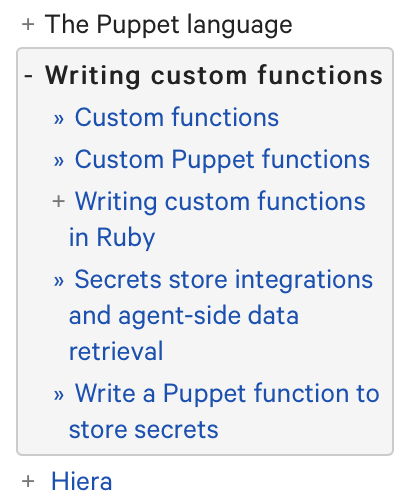 + The Puppet language
- Writing custom functions
» Custom functions
» Custom Puppet functions
+ Writing custom functions
in Ruby
» Secrets store integrations
and agent-side data
retrieval
» Write a Puppet function to
store secrets
+ Hiera